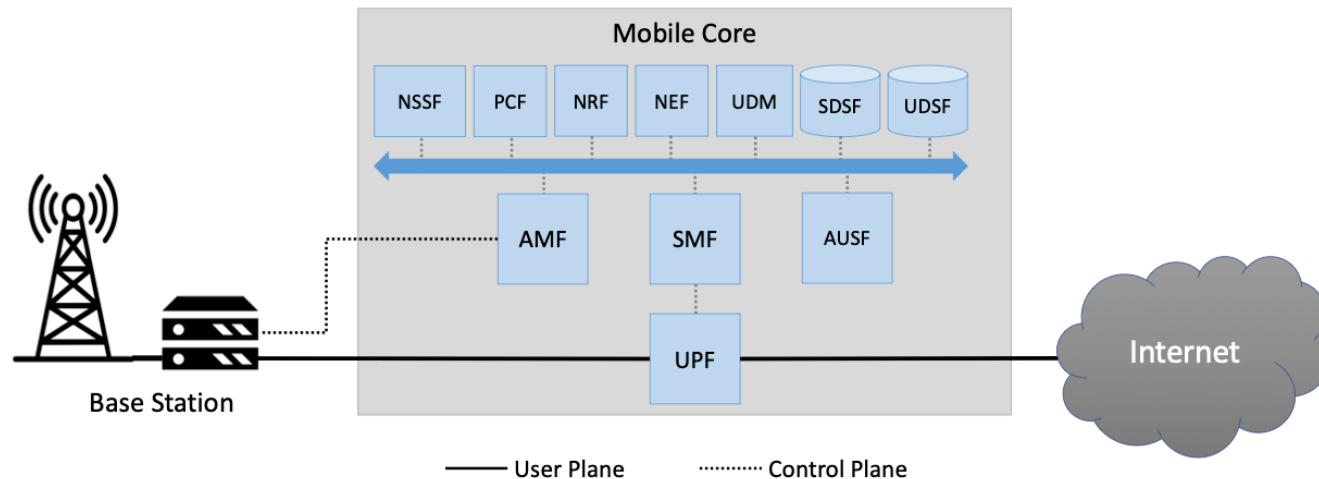 Mobile Core
NSSF
PCF
NRF
NEF
UDM
SDSF
UDSF
AMF
SMF
AUSF
UPF
Internet
Base Station
User Plane
Control Plane